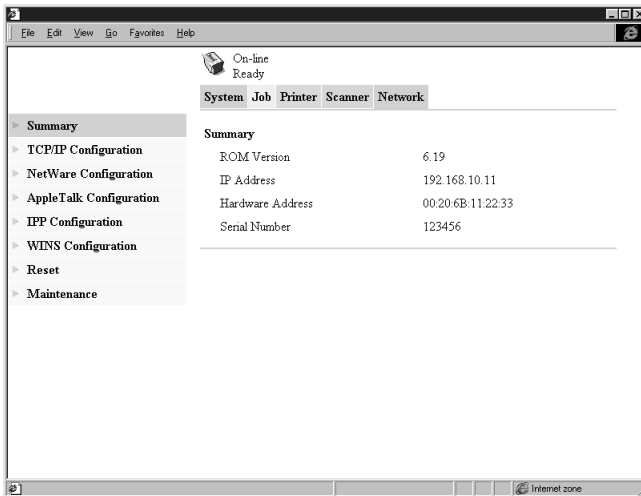 File Edit View Go Favorites Help
On-line
Ready
System Job Printer Scanner Network
Summary
TCP/IP Configuration
NetWare Configuration
AppleTalk Configuration
IPP Configuration
WINS Configuration
Reset
Maintenance
Summary
ROM Version 6.19
IP Address 192.168.10.11
Hardware Address 00:20:6B:11:22:33
Serial Number 123456
Internet zone